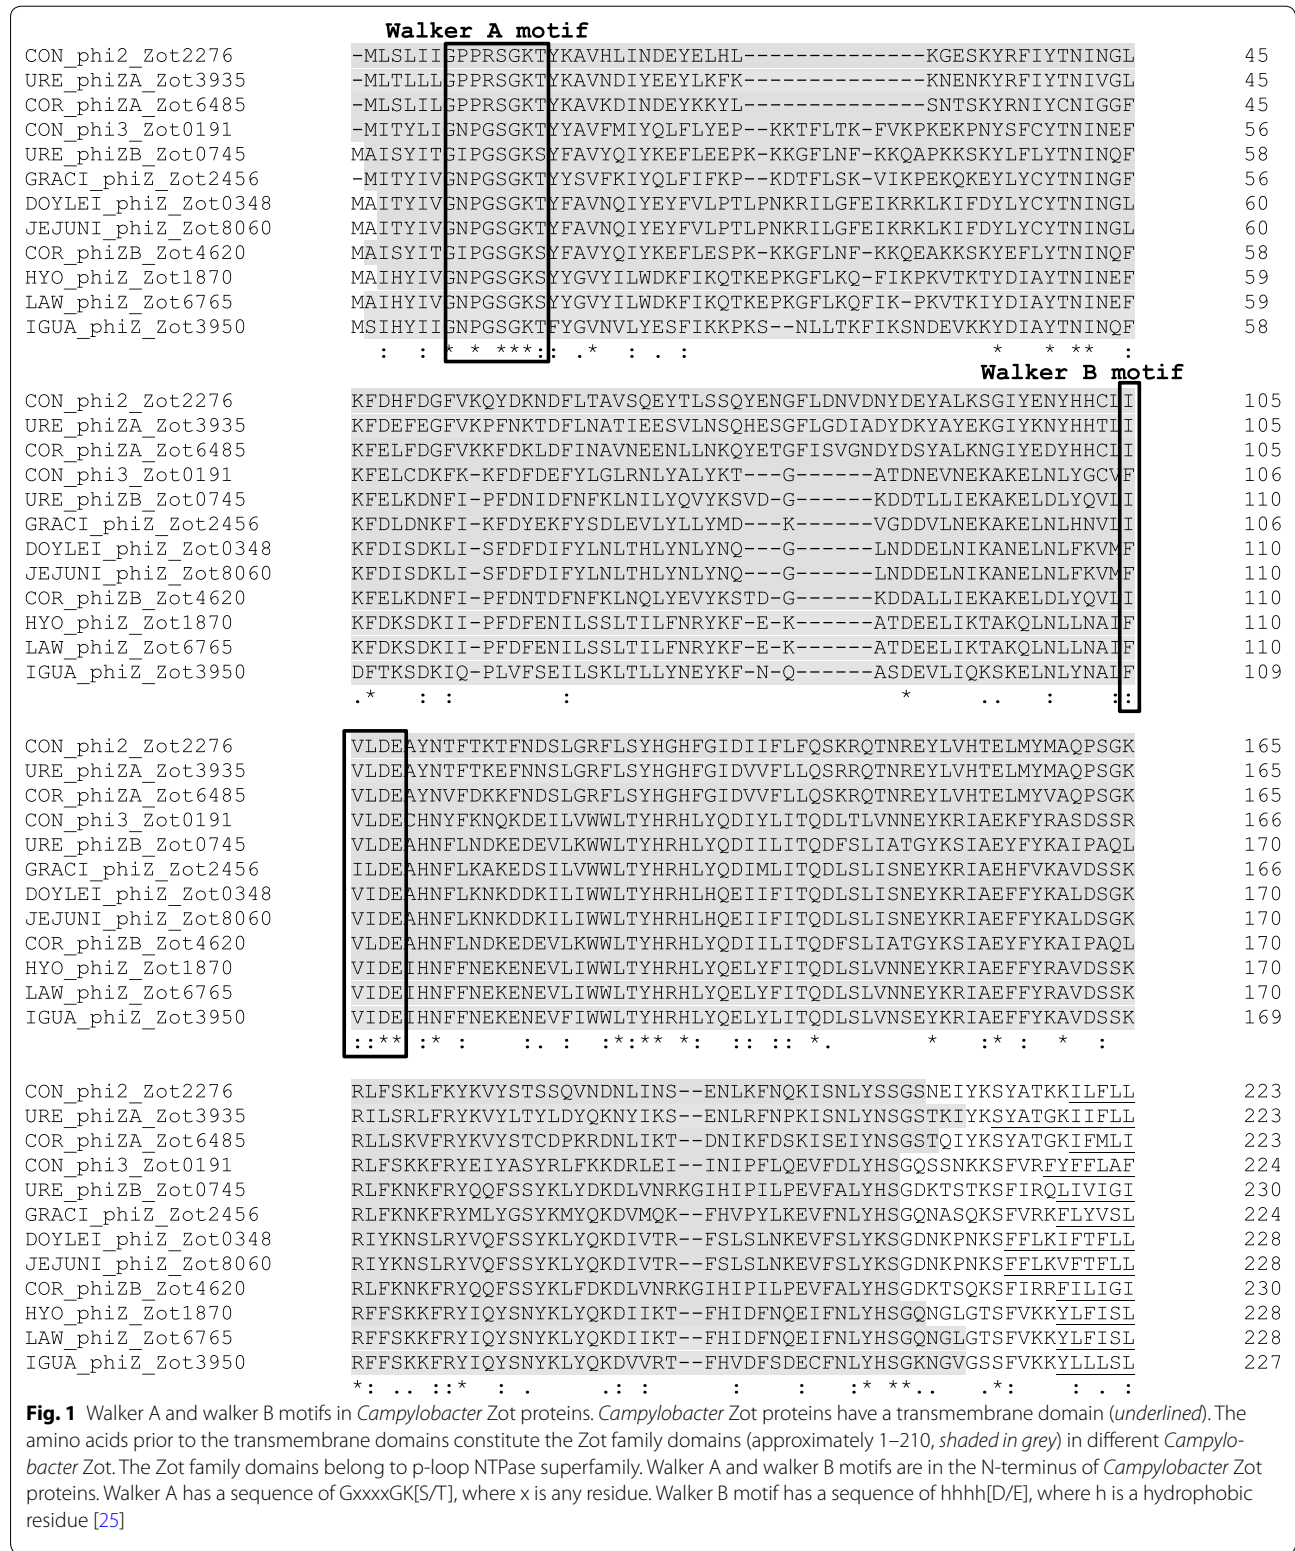 Walker A motif
CON_phi2_Zot2276 -MLSLIIGPPRSGKTYKAVHLINDEYELHL--------------KGESKYRFIYTNINGL 45
URE_phiZA_Zot3935 -MLTLLLGPPRSGKTYKAVKDIYEEYLKFK--------------KNENKYRFIYTNIVGL 45
COR_phiZA_Zot6485 -MLSLILGPPRSGKTYKAVKDINDEYKKYL--------------SNTSKYRNIYCNIGGF 45
CON_phi3_Zot0191 -MITYLIGNPGSGKTYYAVFMIYQLFLYEP--KKTFLTK-FVKPKEKPNYSFCYTNINEF 56
URE_phiZB_Zot0745 MAISYITGIPGSGKSYFAVYQIYKEFLEEPK-KKGFLNF-KKQAPKKSKYLFLYTNINQF 58
GRACI_phiZ_Zot2456 -MITYIVGNPGSGKTYYSVFKIYQLFIFKP--KDTFLSK-VIKPEKQKEYLYCYTNINGF 56
DOYLEI_phiZ_Zot0348 MAITYIVGNPGSGKTYFAVNQIYEYFVLPTLPNKRILGFEIKRKLKIFDYLYCYTNINGL 60
JEJUNI_phiZ_Zot8060 MAITYIVGNPGSGKTYFAVNQIYEYFVLPTLPNKRILGFEIKRKLKIFDYLYCYTNINGL 60
COR_phiZB_Zot4620 MAISYITGIPGSGKSYFAVYQIYKEFLESPK-KKGFLNF-KKQEAKKSKYEFLYTNINQF 58
HYO_phiZ_Zot1870 MAIHYIVGNPGSGKSYYGVYILWDKFIKQTKEPKGFLKQ-FIKPKVTKTYDIAYTNINEF 59
LAW_phiZ_Zot6765 MAIHYIVGNPGSGKSYYGVYILWDKFIKQTKEPKGFLKQFIK-PKVTKIYDIAYTNINEF 59
IGUA_phiZ_Zot3950 MSIHYIIGNPGSGKTFYGVNVLYESFIKKPKS--NLLTKFIKSNDEVKKYDIAYTNINQF 58
: : * * ***:: .* : . : * * ** :
Walker B motif
CON_phi2_Zot2276 KFDHFDGFVKQYDKNDFLTAVSQEYTLSSQYENGFLDNVDNYDEYALKSGIYENYHHCLI 105
URE_phiZA_Zot3935 KFDEFEGFVKPFNKTDFLNATIEESVLNSQHESGFLGDIADYDKYAYEKGIYKNYHHTLI 105
COR_phiZA_Zot6485 KFELFDGFVKKFDKLDFINAVNEENLLNKQYETGFISVGNDYDSYALKNGIYEDYHHCLI 105
CON_phi3_Zot0191 KFELCDKFK-KFDFDEFYLGLRNLYALYKT---G------ATDNEVNEKAKELNLYGCVF 106
URE_phiZB_Zot0745 KFELKDNFI-PFDNIDFNFKLNILYQVYKSVD-G------KDDTLLIEKAKELDLYQVLI 110
GRACI_phiZ_Zot2456 KFDLDNKFI-KFDYEKFYSDLEVLYLLYMD---K------VGDDVLNEKAKELNLHNVLI 106
DOYLEI_phiZ_Zot0348 KFDISDKLI-SFDFDIFYLNLTHLYNLYNQ---G------LNDDELNIKANELNLFKVMF 110
JEJUNI_phiZ_Zot8060 KFDISDKLI-SFDFDIFYLNLTHLYNLYNQ---G------LNDDELNIKANELNLFKVMF 110
COR_phiZB_Zot4620 KFELKDNFI-PFDNTDFNFKLNQLYEVYKSTD-G------KDDALLIEKAKELDLYQVLI 110
HYO_phiZ_Zot1870 KFDKSDKII-PFDFENILSSLTILFNRYKF-E-K------ATDEELIKTAKQLNLLNALF 110
LAW_phiZ_Zot6765 KFDKSDKII-PFDFENILSSLTILFNRYKF-E-K------ATDEELIKTAKQLNLLNAIF 110
IGUA_phiZ_Zot3950 DFTKSDKIQ-PLVFSEILSKLTLLYNEYKF-N-Q------ASDEVLIQKSKELNLYNALF 109
.* : : : * .. : ::
CON_phi2_Zot2276 VLDEAYNTFTKTFNDSLGRFLSYHGHFGIDIIFLFQSKRQTNREYLVHTELMYMAQPSGK 165
URE_phiZA_Zot3935 VLDEAYNTFTKEFNNSLGRFLSYHGHFGIDVVFLLQSRRQTNREYLVHTELMYMAQPSGK 165
COR_phiZA_Zot6485 VLDEAYNVFDKKFNDSLGRFLSYHGHFGIDVVFLLQSKRQTNREYLVHTELMYVAQPSGK 165
CON_phi3_Zot0191 VLDECHNYFKNQKDEILVWWLTYHRHLYQDIYLITQDLTLVNNEYKRIAEKFYRASDSSR 166
URE_phiZB_Zot0745 VLDEAHNFLNDKEDEVLKWWLTYHRHLYQDIILITQDFSLIATGYKSIAEYFYKAIPAQL 170
GRACI_phiZ_Zot2456 ILDEAHNFLKAKEDSILVWWLTYHRHLYQDIMLITQDLSLISNEYKRIAEHFVKAVDSSK 166
DOYLEI_phiZ_Zot0348 VIDEAHNFLKNKDDKILIWWLTYHRHLHQEIIFITQDLSLISNEYKRIAEFFYKALDSGK 170
JEJUNI_phiZ_Zot8060 VIDEAHNFLKNKDDKILIWWLTYHRHLHQEIIFITQDLSLISNEYKRIAEFFYKALDSGK 170
COR_phiZB_Zot4620 VLDEAHNFLNDKEDEVLKWWLTYHRHLYQDIILITQDFSLIATGYKSIAEYFYKAIPAQL 170
HYO_phiZ_Zot1870 VIDEIHNFFNEKENEVLIWWLTYHRHLYQELYFITQDLSLVNNEYKRIAEFFYRAVDSSK 170
LAW_phiZ_Zot6765 VIDEIHNFFNEKENEVLIWWLTYHRHLYQELYFITQDLSLVNNEYKRIAEFFYRAVDSSK 170
IGUA_phiZ_Zot3950 VIDEIHNFFNEKENEVFIWWLTYHRHLYQELYLITQDLSLVNSEYKRIAEFFYKAVDSSK 169
::** :* : :. : :*:** *: :: :: *. * :* : * :
CON_phi2_Zot2276 RLFSKLFKYKVYSTSSQVNDNLINS--ENLKFNQKISNLYSSGSNEIYKSYATKKILFLL 223
URE_phiZA_Zot3935 RILSRLFRYKVYLTYLDYQKNYIKS--ENLRFNPKISNLYNSGSTKIYKSYATGKIIFLL 223
COR_phiZA_Zot6485 RLLSKVFRYKVYSTCDPKRDNLIKT--DNIKFDSKISEIYNSGSTQIYKSYATGKIFMLI 223
CON_phi3_Zot0191 RLFSKKFRYEIYASYRLFKKDRLEI--INIPFLQEVFDLYHSGQSSNKKSFVRFYFFLAF 224
URE_phiZB_Zot0745 RLFKNKFRYQQFSSYKLYDKDLVNRKGIHIPILPEVFALYHSGDKTSTKSFIRQLIVIGI 230
GRACI_phiZ_Zot2456 RLFKNKFRYMLYGSYKMYQKDVMQK--FHVPYLKEVFNLYHSGQNASQKSFVRKFLYVSL 224
DOYLEI_phiZ_Zot0348 RIYKNSLRYVQFSSYKLYQKDIVTR--FSLSLNKEVFSLYKSGDNKPNKSFFLKIFTFLL 228
JEJUNI_phiZ_Zot8060 RIYKNSLRYVQFSSYKLYQKDIVTR--FSLSLNKEVFSLYKSGDNKPNKSFFLKVFTFLL 228
COR_phiZB_Zot4620 RLFKNKFRYQQYSSYKLFDKDLVNRKGIHIPILPEVFALYHSGDKTSQKSFIRRFILIGI 230
HYO_phiZ_Zot1870 RFFSKKFRYIQYSNYKLYQKDIIKT--FHIDFNQEIFNLYHSGQNGLGTSFVKKYLFISL 228
LAW_phiZ_Zot6765 RFFSKKFRYIQYSNYKLYQKDIIKT--FHIDFNQEIFNLYHSGQNGLGTSFVKKYLFISL 228
IGUA_phiZ_Zot3950 RFFSKKFRYIQYSNYKLYQKDVVRT--FHVDFSDECFNLYHSGKNGVGSSFVKKYLLLSL 227
*: .. ::* : . .: : : : :* **.. .*: : . :
Fig. 1 Walker A and walker B motifs in Campylobacter Zot proteins. Campylobacter Zot proteins have a transmembrane domain (underlined). The
amino acids prior to the transmembrane domains constitute the Zot family domains (approximately 1–210, shaded in grey) in different Campylo-
bacter Zot. The Zot family domains belong to p-loop NTPase superfamily. Walker A and walker B motifs are in the N-terminus of Campylobacter Zot
proteins. Walker A has a sequence of GxxxxGK[S/T], where x is any residue. Walker B motif has a sequence of hhhh[D/E], where h is a hydrophobic
residue [25]